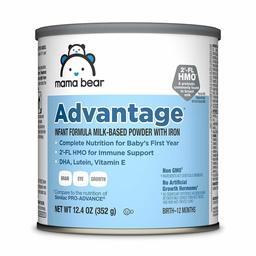 mama bear
2'-FL
HMO*
Advantage®
INFANT FORMULA MILK-BASED POWDER WITH IRON
• Complete Nutrition for Baby's First Year
• 2'-FL HMO for Immune Support
• DHA, Lutein, Vitamin E
BRAIN
EYE
GROWTH
Non GMO‡
No Artificial
Growth Hormones^
*Compare to the nutrition of
Similac PRO-ADVANCE®
NET WT 12.4 OZ (352 g)
BIRTH–12 MONTHS